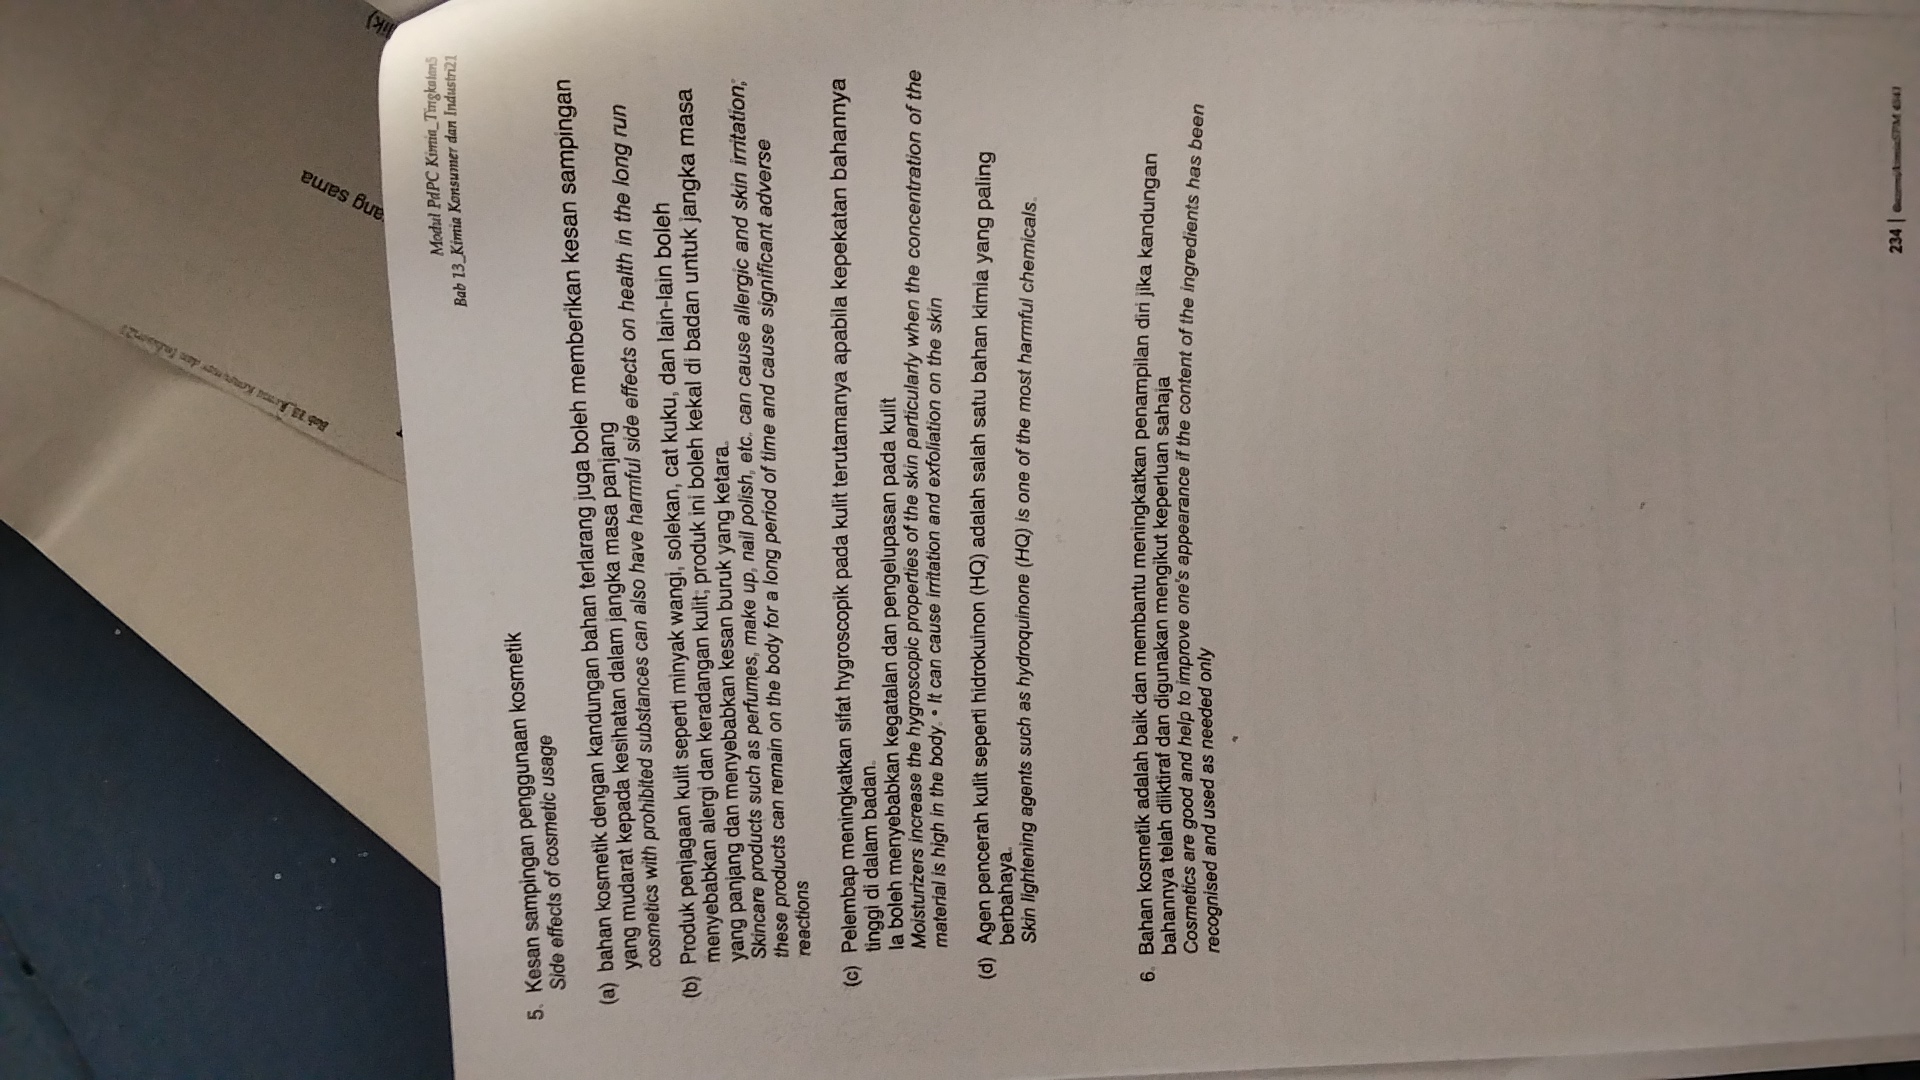 lik)
ang sama
Bab 13_Kimia Konsumer dan Industri21
Modul PdPC Kimia_Tingkatan5
Bab 13_Kimia Konsumer dan Industri21
5. Kesan sampingan penggunaan kosmetik
Side effects of cosmetic usage
(a) bahan kosmetik dengan kandungan bahan terlarang juga boleh memberikan kesan sampingan
yang mudarat kepada kesihatan dalam jangka masa panjang
cosmetics with prohibited substances can also have harmful side effects on health in the long run
(b) Produk penjagaan kulit seperti minyak wangi, solekan, cat kuku, dan lain-lain boleh
menyebabkan alergi dan keradangan kulit; produk ini boleh kekal di badan untuk jangka masa
yang panjang dan menyebabkan kesan buruk yang ketara.
Skincare products such as perfumes, make up, nail polish, etc. can cause allergic and skin irritation;
these products can remain on the body for a long period of time and cause significant adverse
reactions
(c) Pelembap meningkatkan sifat hygroscopik pada kulit terutamanya apabila kepekatan bahannya
tinggi di dalam badan.
Ia boleh menyebabkan kegatalan dan pengelupasan pada kulit
Moisturizers increase the hygroscopic properties of the skin particularly when the concentration of the
material is high in the body. • It can cause irritation and exfoliation on the skin
(d) Agen pencerah kulit seperti hidrokuinon (HQ) adalah salah satu bahan kimia yang paling
berbahaya.
Skin lightening agents such as hydroquinone (HQ) is one of the most harmful chemicals.
6. Bahan kosmetik adalah baik dan membantu meningkatkan penampilan diri jika kandungan
bahannya telah diiktiraf dan digunakan mengikut keperluan sahaja
Cosmetics are good and help to improve one's appearance if the content of the ingredients has been
recognised and used as needed only
234 |